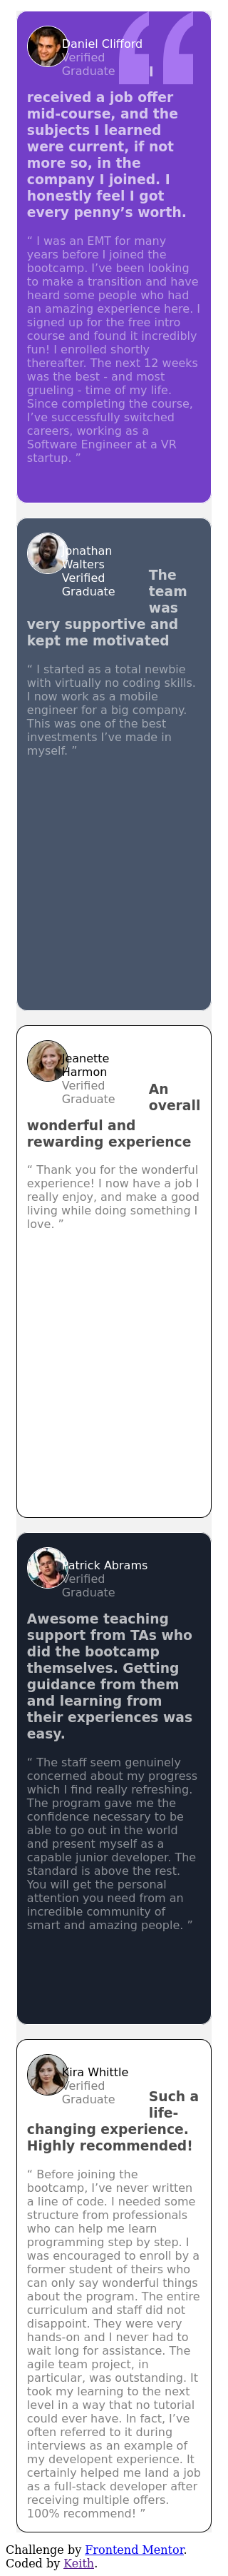 Daniel Clifford
Verified
Graduate
I
received a job offer
mid-course, and the
subjects I learned
were current, if not
more so, in the
company I joined. I
honestly feel I got
every penny’s worth.
“ I was an EMT for many
years before I joined the
bootcamp. I’ve been looking
to make a transition and have
heard some people who had
an amazing experience here. I
signed up for the free intro
course and found it incredibly
fun! I enrolled shortly
thereafter. The next 12 weeks
was the best - and most
grueling - time of my life.
Since completing the course,
I’ve successfully switched
careers, working as a
Software Engineer at a VR
startup. ”
Jonathan
Walters
Verified
Graduate
The
team
was
very supportive and
kept me motivated
“ I started as a total newbie
with virtually no coding skills.
I now work as a mobile
engineer for a big company.
This was one of the best
investments I’ve made in
myself. ”
Jeanette
Harmon
Verified
Graduate
An
overall
wonderful and
rewarding experience
“ Thank you for the wonderful
experience! I now have a job I
really enjoy, and make a good
living while doing something I
love. ”
Patrick Abrams
Verified
Graduate
Awesome teaching
support from TAs who
did the bootcamp
themselves. Getting
guidance from them
and learning from
their experiences was
easy.
“ The staff seem genuinely
concerned about my progress
which I find really refreshing.
The program gave me the
confidence necessary to be
able to go out in the world
and present myself as a
capable junior developer. The
standard is above the rest.
You will get the personal
attention you need from an
incredible community of
smart and amazing people. ”
Kira Whittle
Verified
Graduate
Such a
life-
changing experience.
Highly recommended!
“ Before joining the
bootcamp, I’ve never written
a line of code. I needed some
structure from professionals
who can help me learn
programming step by step. I
was encouraged to enroll by a
former student of theirs who
can only say wonderful things
about the program. The entire
curriculum and staff did not
disappoint. They were very
hands-on and I never had to
wait long for assistance. The
agile team project, in
particular, was outstanding. It
took my learning to the next
level in a way that no tutorial
could ever have. In fact, I’ve
often referred to it during
interviews as an example of
my developent experience. It
certainly helped me land a job
as a full-stack developer after
receiving multiple offers.
100% recommend! ”
Challenge by Frontend Mentor.
Coded by Keith.